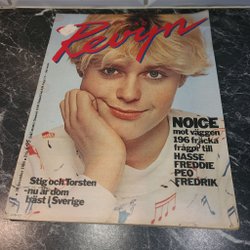 Revyn
NOICE
mot väggen
196 fräcka
frågor till
HASSE
FREDDIE
PEO
FREDRIK
Stig och Torsten
-nu är dom
bäst i Sverige